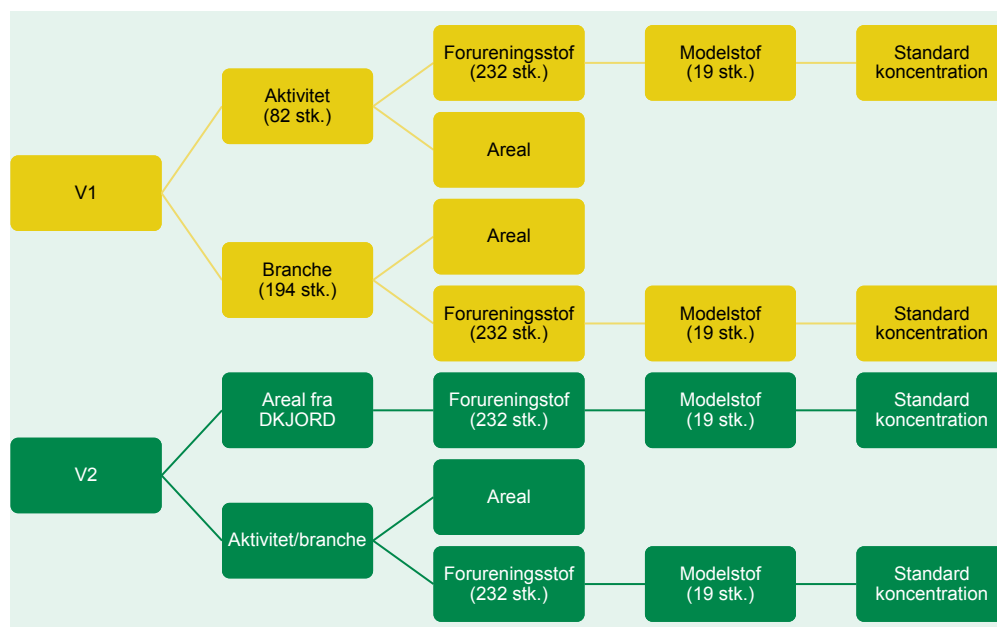 Forureningsstof
(232 stk.)
Modelstof
(19 stk.)
Standard
koncentration
Aktivitet
(82 stk.)
Areal
V1
Areal
Branche
(194 stk.)
Forureningsstof
(232 stk.)
Modelstof
(19 stk.)
Standard
koncentration
Areal fra
DKJORD
Forureningstof
(232 stk.)
Modelstof
(19 stk.)
Standard
koncentration
V2
Areal
Aktivitet/branche
Forureningsstof
(232 stk.)
Modelstof
(19 stk.)
Standard
koncentration